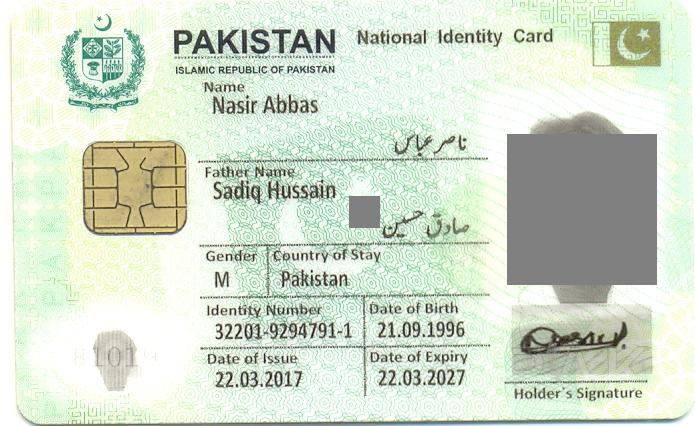 PAKISTAN National Identity Card
ISLAMIC REPUBLIC OF PAKISTAN
Name
Nasir Abbas
ناصر عباس
Father Name
Sadiq Hussain
صادق حسین
Gender Country of Stay
M Pakistan
Identity Number Date of Birth
32201-9294791-1 21.09.1996
Date of Issue Date of Expiry
22.03.2017 22.03.2027
Holder's Signature